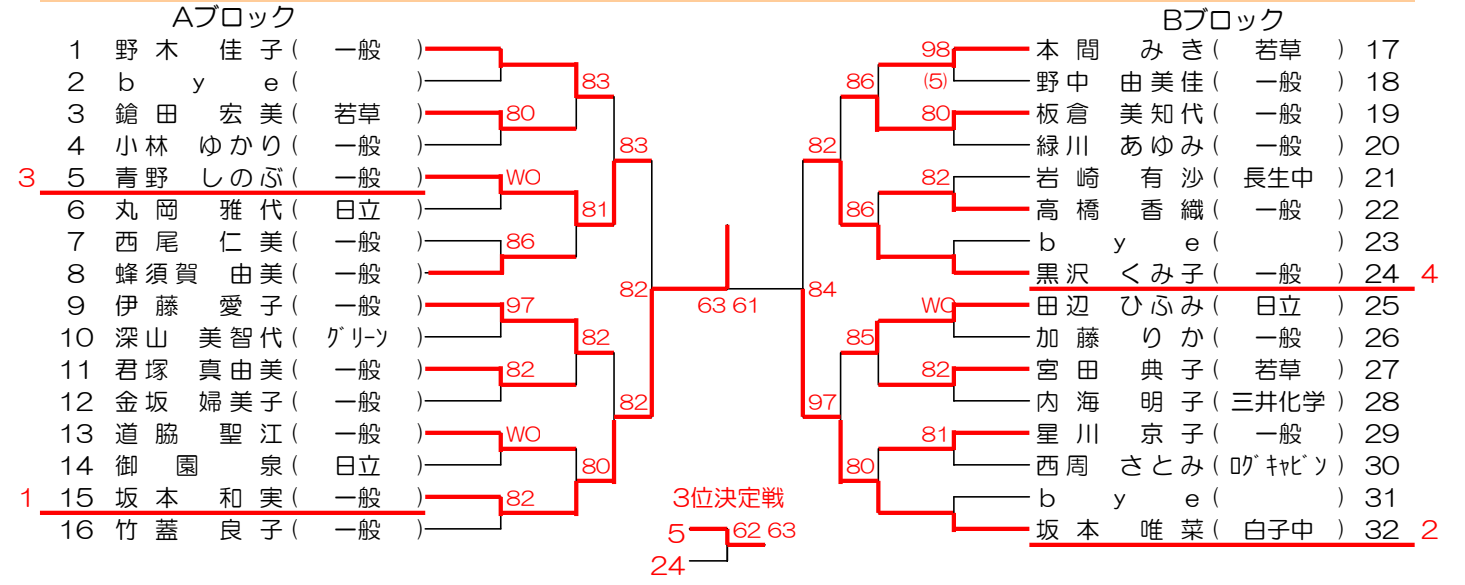 Aブロック Bブロック
1 野木 佳子( 一般 ) 98 本間 みき( 若草 ) 17
2 bye( ) 83 86 (5) 野中 由美佳( 一般 ) 18
3 鎗田 宏美( 若草 ) 80 80 板倉 美知代( 一般 ) 19
4 小林 ゆかり( 一般 ) 83 82 緑川 あゆみ( 一般 ) 20
3 5 青野 しのぶ( 一般 ) WO 82 岩崎 有沙( 長生中 ) 21
6 丸岡 雅代( 日立 ) 81 86 高橋 香織( 一般 ) 22
7 西尾 仁美( 一般 ) 86 bye( ) 23
8 蜂須賀 由美( 一般 ) 82 84 黒沢 くみ子( 一般 ) 24 4
9 伊藤 愛子( 一般 ) 97 63 61 WO 田辺 ひふみ( 日立 ) 25
10 深山 美智代( グリーン ) 82 85 加藤 りか( 一般 ) 26
11 君塚 真由美( 一般 ) 82 82 宮田 典子( 若草 ) 27
12 金坂 婦美子( 一般 ) 82 97 内海 明子( 三井化学 ) 28
13 道脇 聖江( 一般 ) WO 81 星川 京子( 一般 ) 29
14 御園 泉( 日立 ) 80 80 西周 さとみ( ログキャビン ) 30
1 15 坂本 和実( 一般 ) 82 3位決定戦 bye( ) 31
16 竹蓋 良子( 一般 ) 5 62 63 坂本 唯菜( 白子中 ) 32 2
24